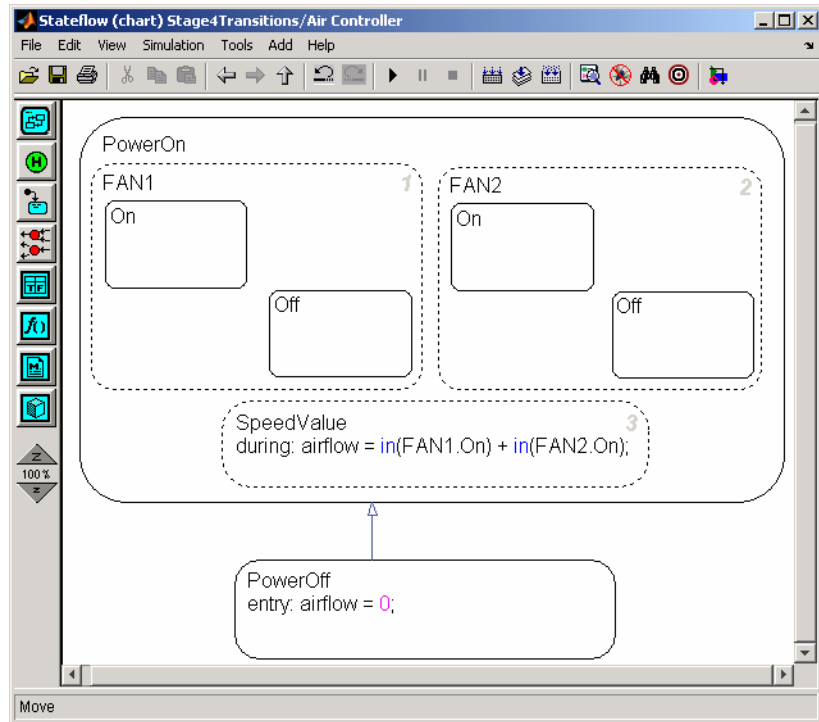 Stateflow (chart) Stage4Transitions/Air Controller
File Edit View Simulation Tools Add Help
PowerOn
FAN1 1
FAN2 2
On
On
Off
Off
SpeedValue 3
during: airflow = in(FAN1.On) + in(FAN2.On);
PowerOff
entry: airflow = 0;
H
TF
f()
M
Z
100%
Z
Move